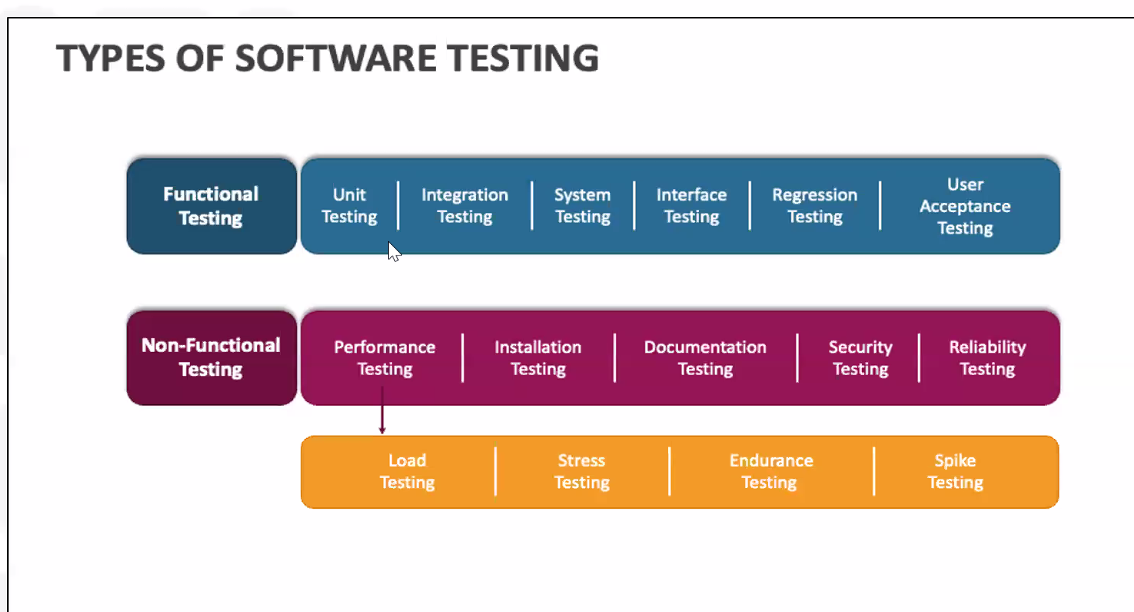 TYPES OF SOFTWARE TESTING
Functional
Testing
Unit
Testing
Integration
Testing
System
Testing
Interface
Testing
Regression
Testing
User
Acceptance
Testing
Non-Functional
Testing
Performance
Testing
Installation
Testing
Documentation
Testing
Security
Testing
Reliability
Testing
Load
Testing
Stress
Testing
Endurance
Testing
Spike
Testing